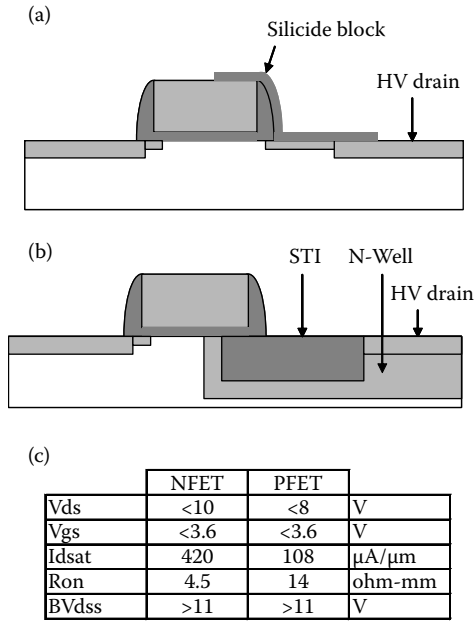 (a)
Silicide block
HV drain
(b)
STI N-Well
HV drain
(c)
NFET PFET
Vds <10 <8 V
Vgs <3.6 <3.6 V
Idsat 420 108 μA/μm
Ron 4.5 14 ohm-mm
BVdss >11 >11 V